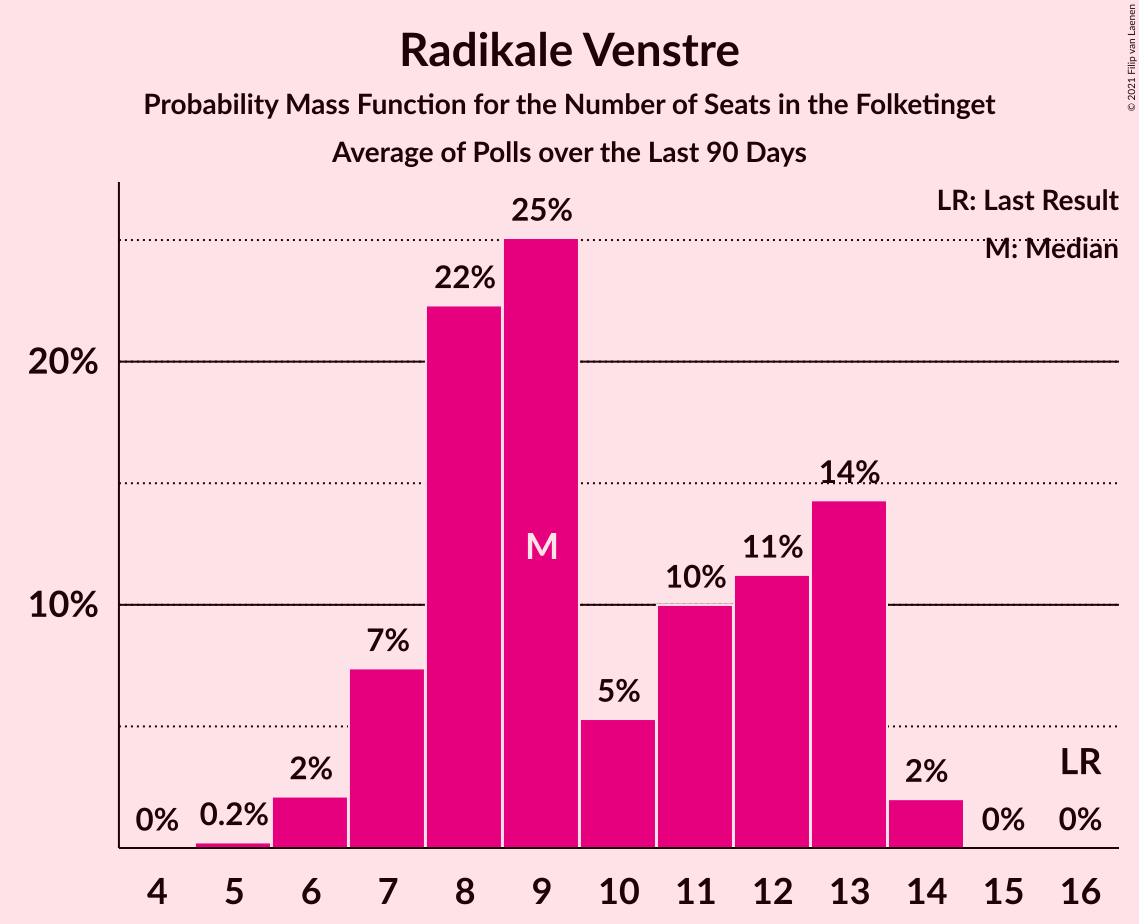 Radikale Venstre
Probability Mass Function for the Number of Seats in the Folketinget
Average of Polls over the Last 90 Days
© 2021 Filip van Laenen
LR: Last Result
M: Median
25%
22%
20%
14%
M
11%
10%
10%
7%
5%
LR
2%
2%
0%
0.2%
0%
0%
4 5 6 7 8 9 10 11 12 13 14 15 16